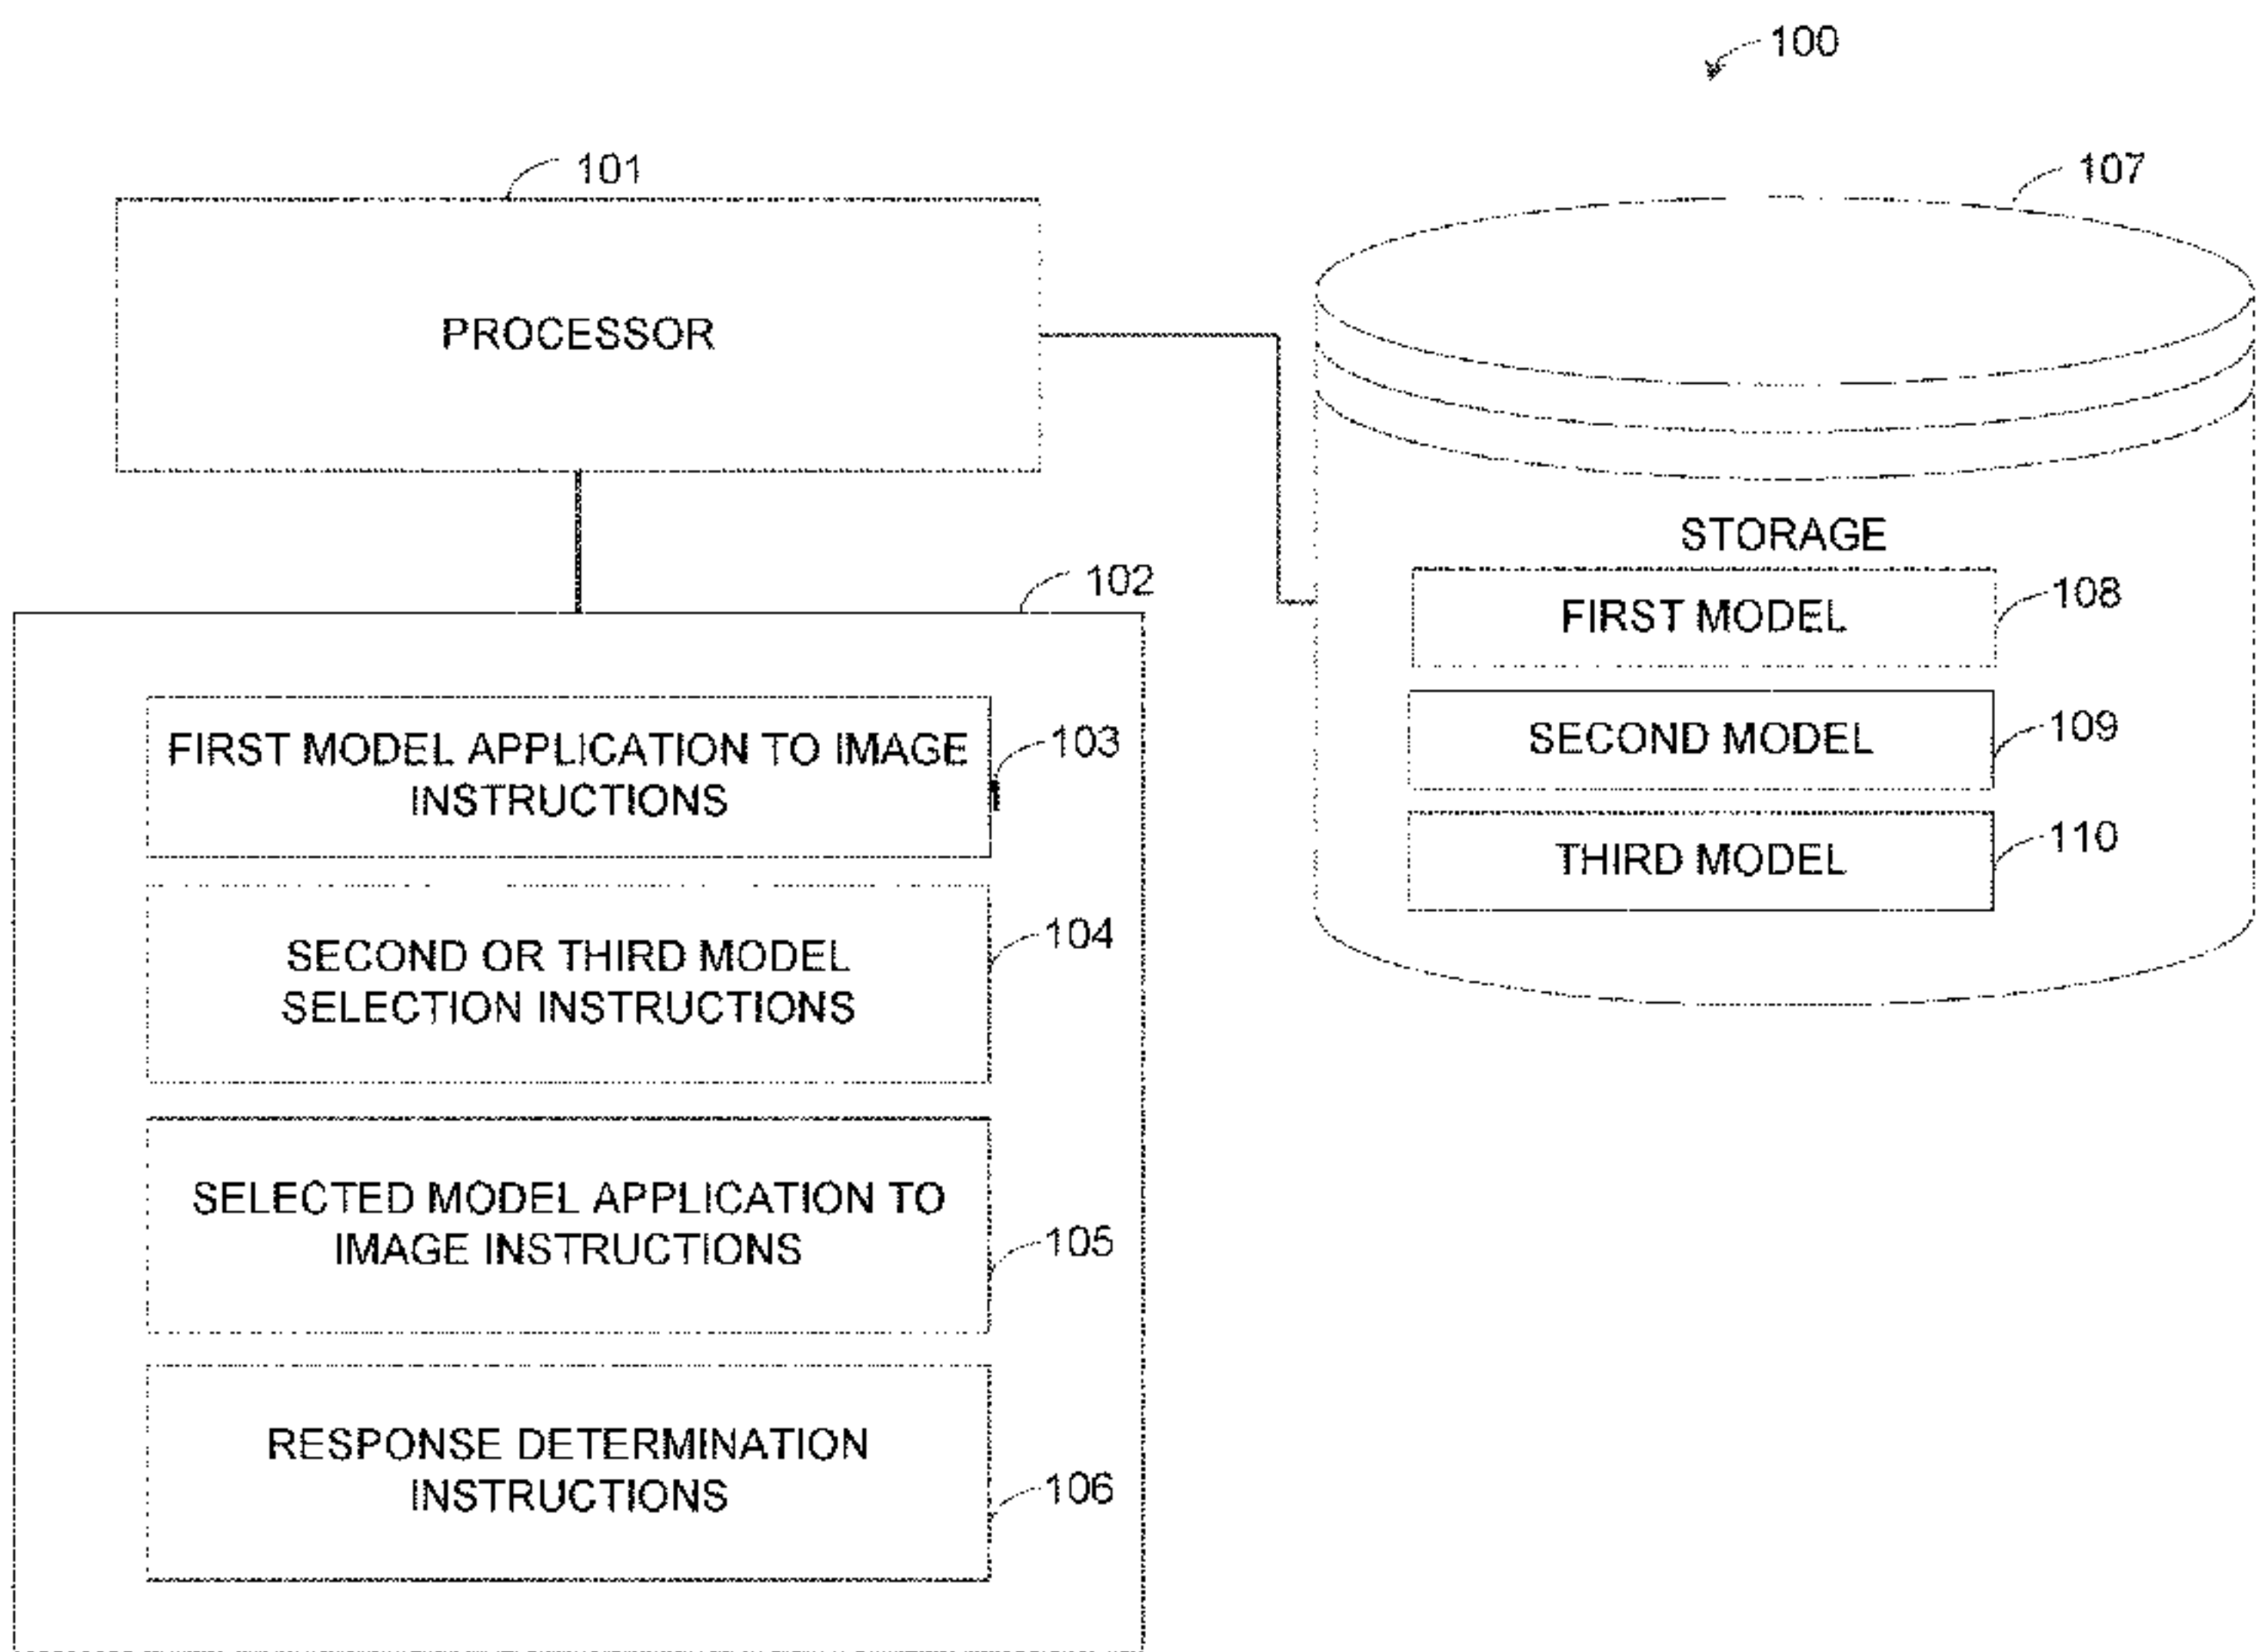 100
101
107
PROCESSOR
STORAGE
102
FIRST MODEL
108
SECOND MODEL
109
THIRD MODEL
110
FIRST MODEL APPLICATION TO IMAGE
INSTRUCTIONS
103
SECOND OR THIRD MODEL
SELECTION INSTRUCTIONS
104
SELECTED MODEL APPLICATION TO
IMAGE INSTRUCTIONS
105
RESPONSE DETERMINATION
INSTRUCTIONS
106